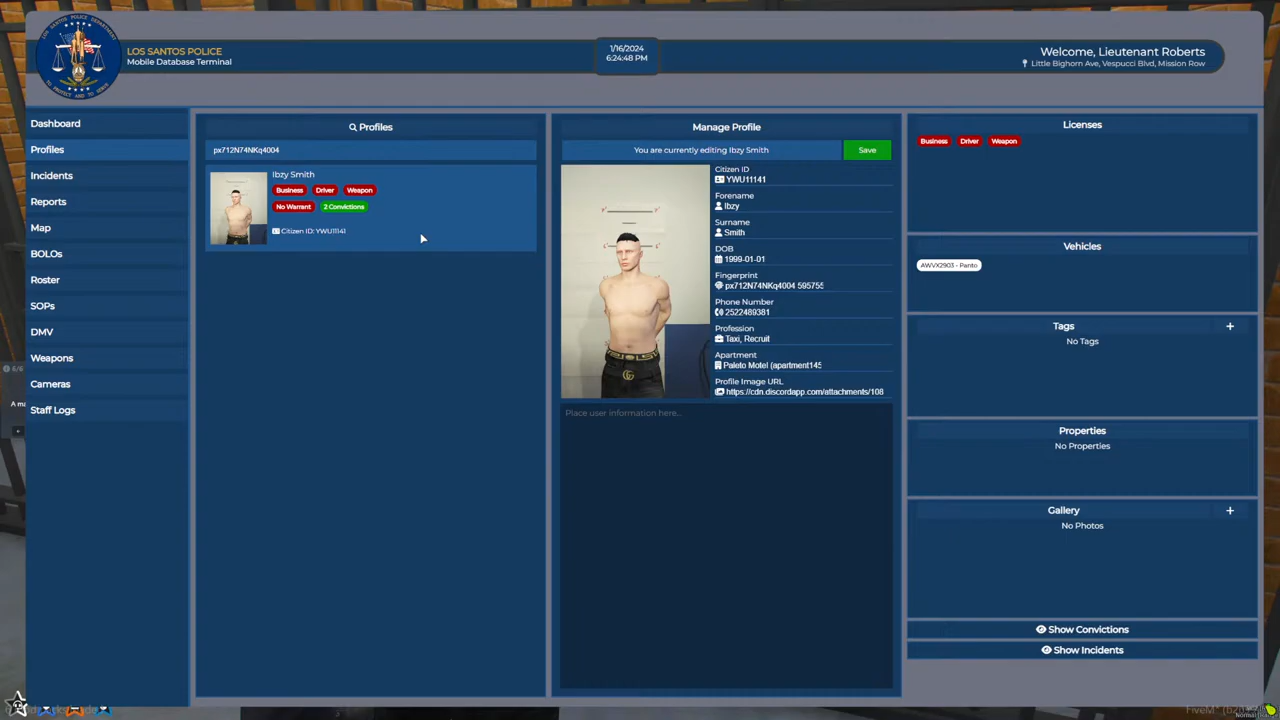 LOS SANTOS POLICE
Mobile Database Terminal
1/16/2024
6:24:48 PM
Welcome, Lieutenant Roberts
Little Bighorn Ave, Vespucci Blvd, Mission Row
Dashboard
Profiles
Incidents
Reports
Map
BOLOs
Roster
SOPs
DMV
Weapons
Cameras
Staff Logs
Profiles
px712N74NKq4004
Ibzy Smith
Business Driver Weapon
No Warrant 2 Convictions
Citizen ID: YWU11141
Manage Profile
You are currently editing Ibzy Smith
Save
Citizen ID
YWU11141
Forename
Ibzy
Surname
Smith
DOB
1999-01-01
Fingerprint
px712N74NKq4004 595755
Phone Number
2522489381
Profession
Taxi, Recruit
Apartment
Paleto Motel (apartment145
Profile Image URL
https://cdn.discordapp.com/attachments/108
Place user information here...
Licenses
Business Driver Weapon
Vehicles
AWVX2903 - Panto
Tags +
No Tags
Properties
No Properties
Gallery +
No Photos
Show Convictions
Show Incidents